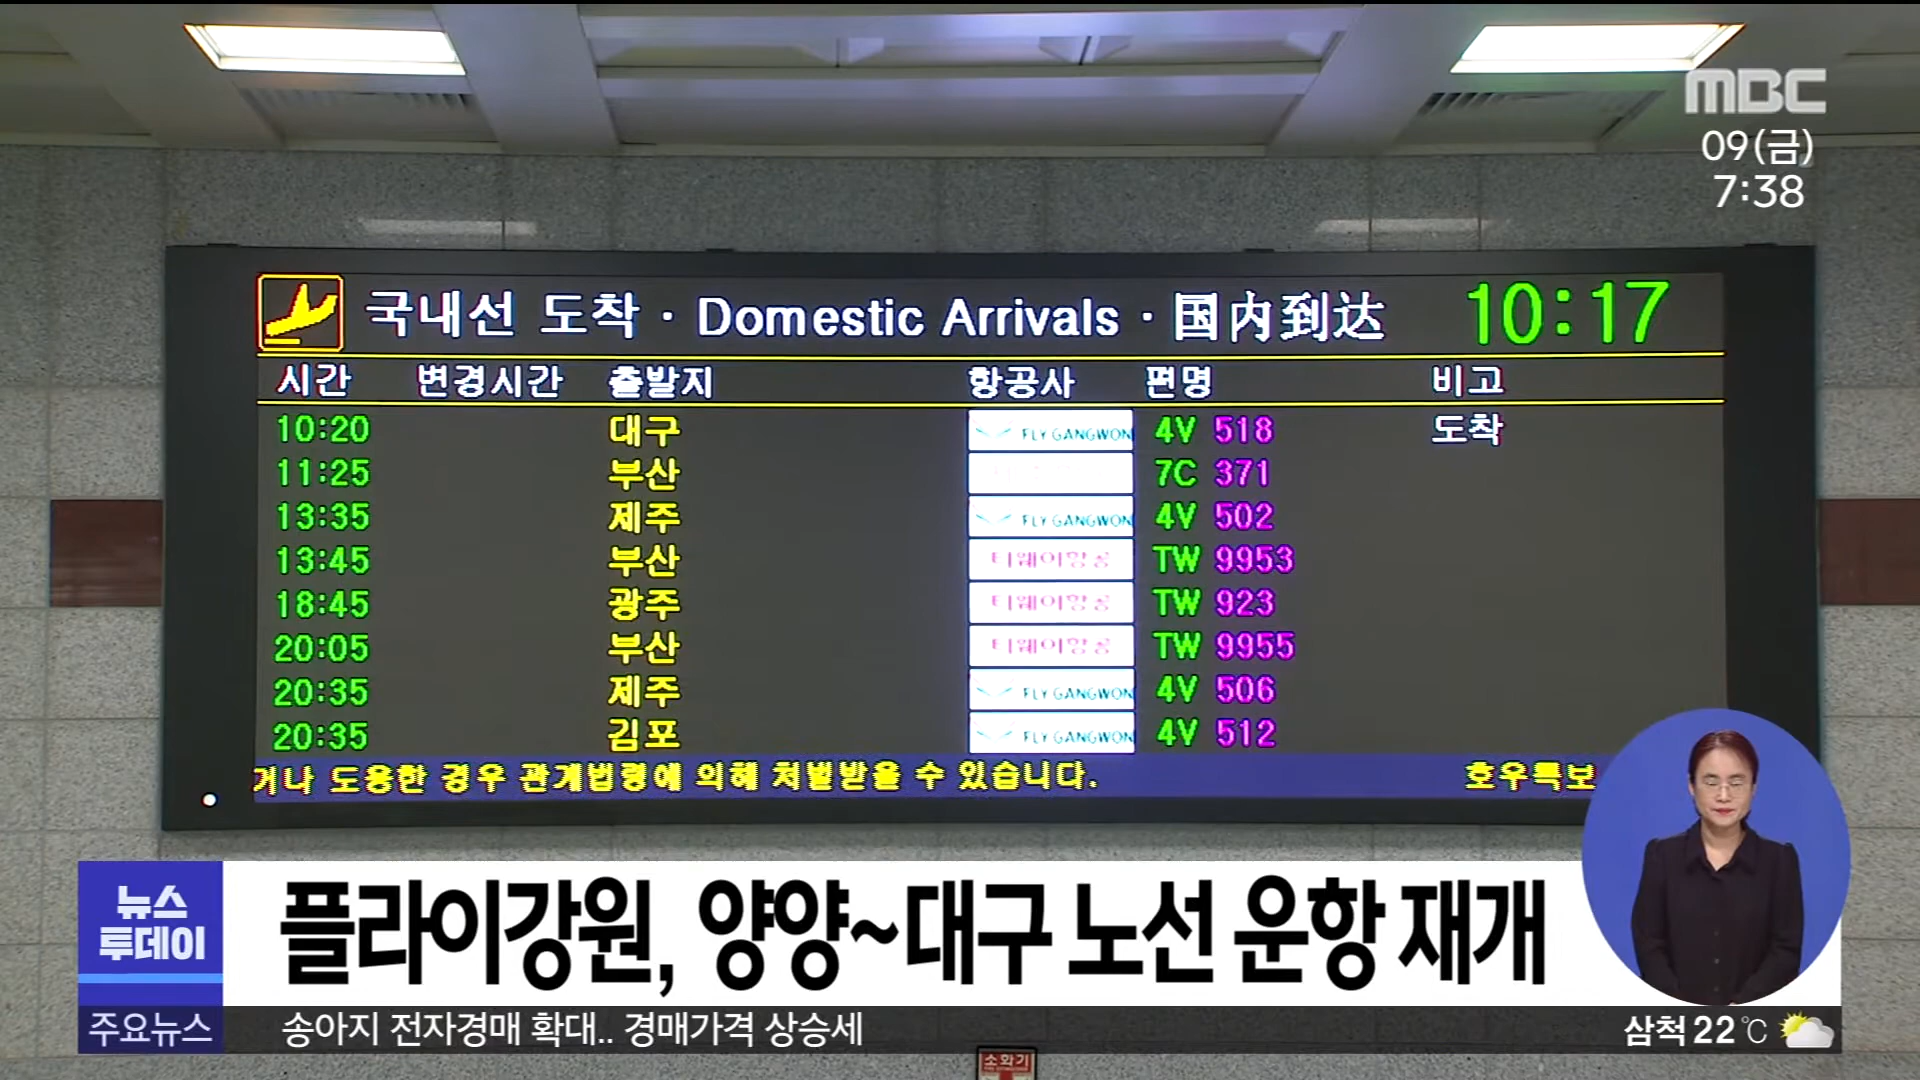 MBC
09(금)
7:38
국내선 도착 · Domestic Arrivals · 国内到达 10:17
시간 변경시간 출발지 항공사 편명 비고
10:20 대구 FLY GANGWON 4V 518 도착
11:25 부산 7C 371
13:35 제주 FLY GANGWON 4V 502
13:45 부산 티웨이항공 TW 9953
18:45 광주 티웨이항공 TW 923
20:05 부산 티웨이항공 TW 9955
20:35 제주 FLY GANGWON 4V 506
20:35 김포 FLY GANGWON 4V 512
거나 도용한 경우 관계법령에 의해 처벌받을 수 있습니다. 호우특보
뉴스
투데이
플라이강원, 양양~대구 노선 운항 재개
주요뉴스 송아지 전자경매 확대.. 경매가격 상승세 삼척 22℃
소화기